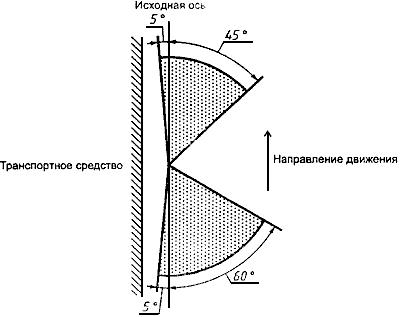 Исходная ось
5°
45°
Транспортное средство
Направление движения
60°
5°